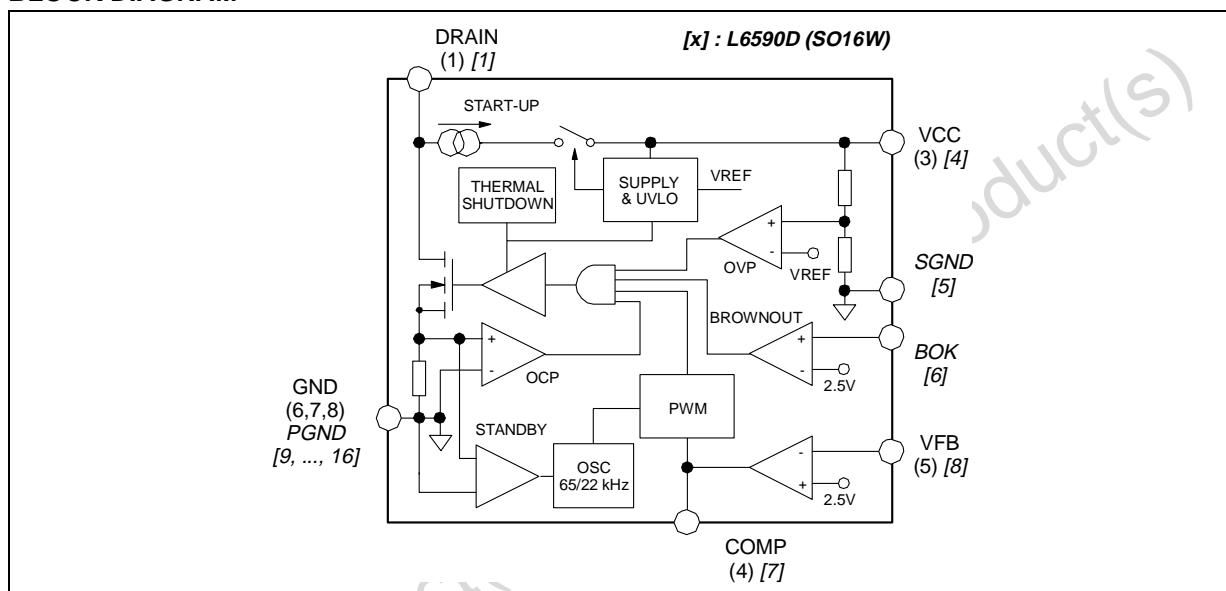 DRAIN
(1) [1]
[x] : L6590D (SO16W)
START-UP
VCC
(3) [4]
THERMAL
SHUTDOWN
SUPPLY
& UVLO
VREF
+
-
OVP
VREF
SGND
[5]
BROWNOUT
+
-
2.5V
BOK
[6]
+
-
OCP
GND
(6,7,8)
PGND
[9, ..., 16]
PWM
STANDBY
OSC
65/22 kHz
-
+
2.5V
VFB
(5) [8]
COMP
(4) [7]